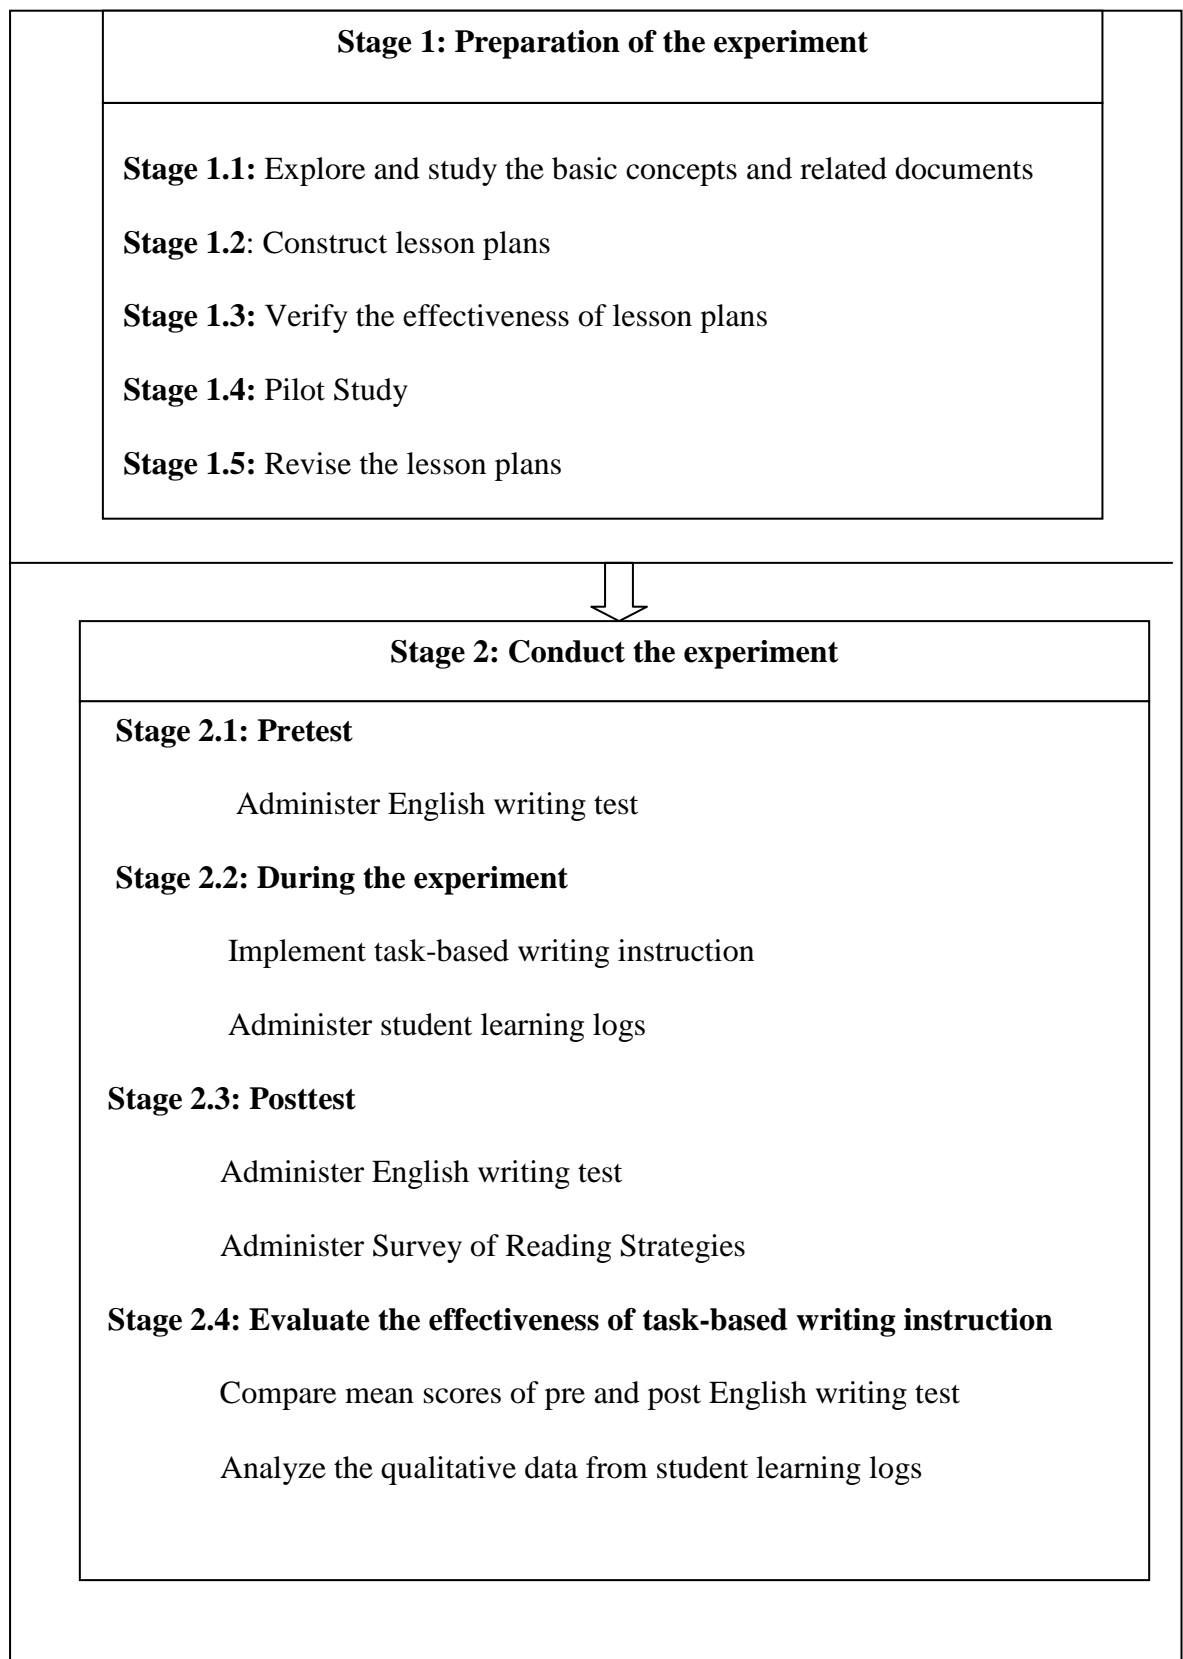 Stage 1: Preparation of the experiment
Stage 1.1: Explore and study the basic concepts and related documents
Stage 1.2: Construct lesson plans
Stage 1.3: Verify the effectiveness of lesson plans
Stage 1.4: Pilot Study
Stage 1.5: Revise the lesson plans
Stage 2: Conduct the experiment
Stage 2.1: Pretest
Administer English writing test
Stage 2.2: During the experiment
Implement task-based writing instruction
Administer student learning logs
Stage 2.3: Posttest
Administer English writing test
Administer Survey of Reading Strategies
Stage 2.4: Evaluate the effectiveness of task-based writing instruction
Compare mean scores of pre and post English writing test
Analyze the qualitative data from student learning logs